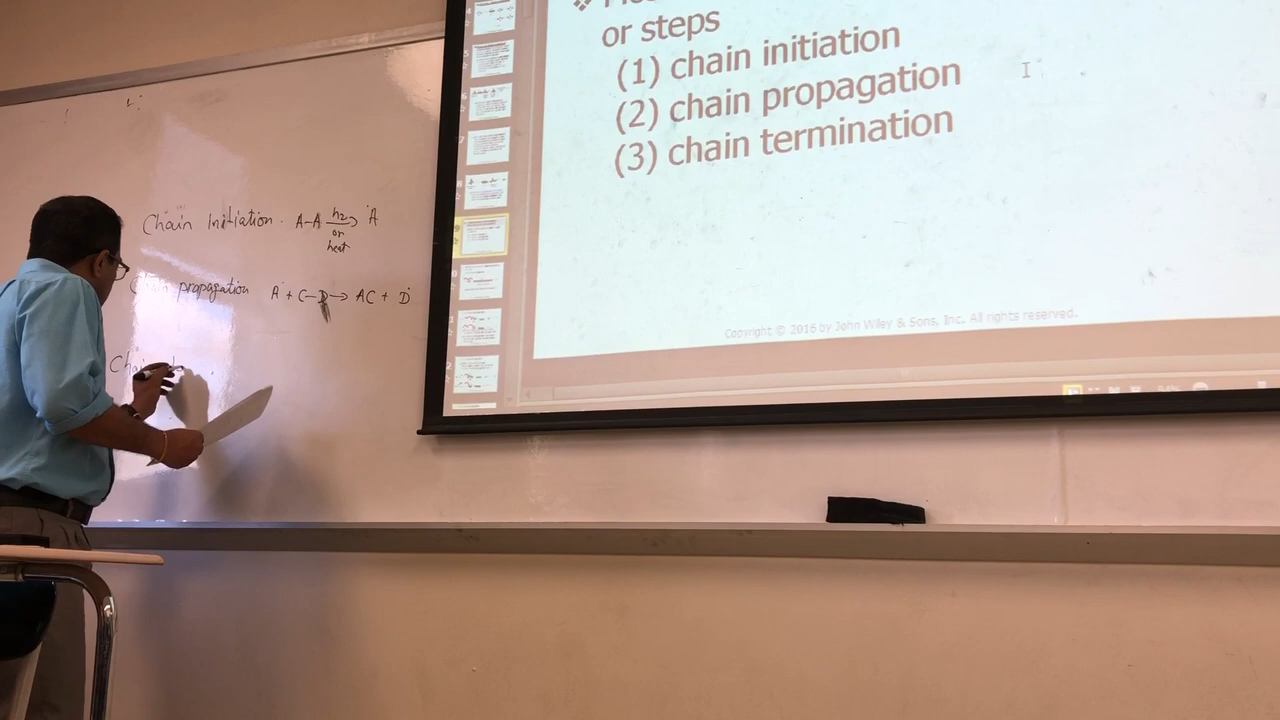 or steps
(1) chain initiation
(2) chain propagation
(3) chain termination
Copyright © 2016 by John Wiley & Sons, Inc. All rights reserved.
Chain Initiation. A-A hν or heat → ·A
Chain propagation A· + C-D → AC + D·